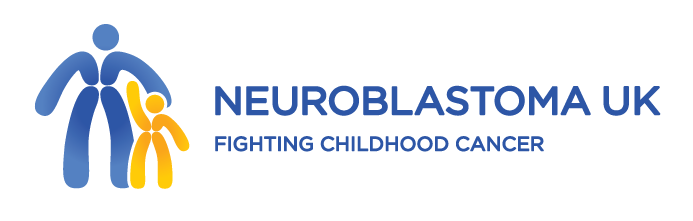 NEUROBLASTOMA UK
FIGHTING CHILDHOOD CANCER